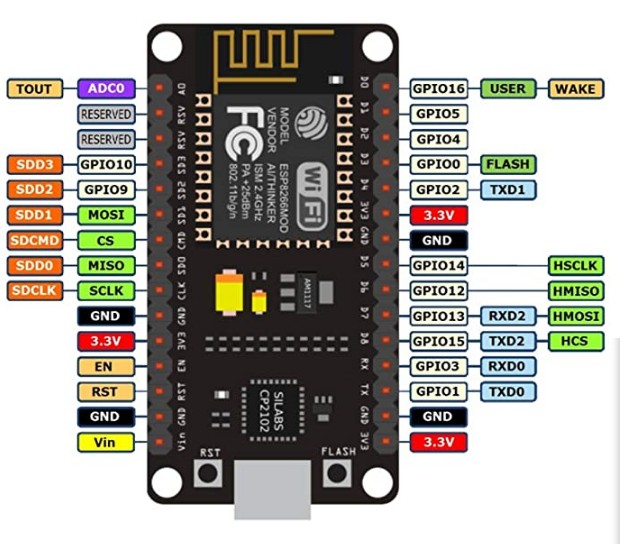 TOUT ADC0 A0 D0 GPIO16 USER WAKE
RESERVED RSV D1 GPIO5
RESERVED RSV D2 GPIO4
SDD3 GPIO10 SD3 D3 GPIO0 FLASH
SDD2 GPIO9 SD2 D4 GPIO2 TXD1
SDD1 MOSI SD1 3V3 3.3V
SDCMD CS CMD GND GND
SDD0 MISO SD0 D5 GPIO14 HSCLK
SDCLK SCLK CLK D6 GPIO12 HMISO
GND GND D7 GPIO13 RXD2 HMOSI
3.3V 3V3 D8 GPIO15 TXD2 HCS
EN EN RX GPIO3 RXD0
RST RST TX GPIO1 TXD0
GND GND GND GND
Vin Vin 3V3 3.3V
MODEL ESP8266MOD
VENDOR AI/THINKER
ISM 2.4GHz
PA +25dBm
802.11b/g/n
FC
WiFi
AM1117
SILABS
CP2102
RST
FLASH